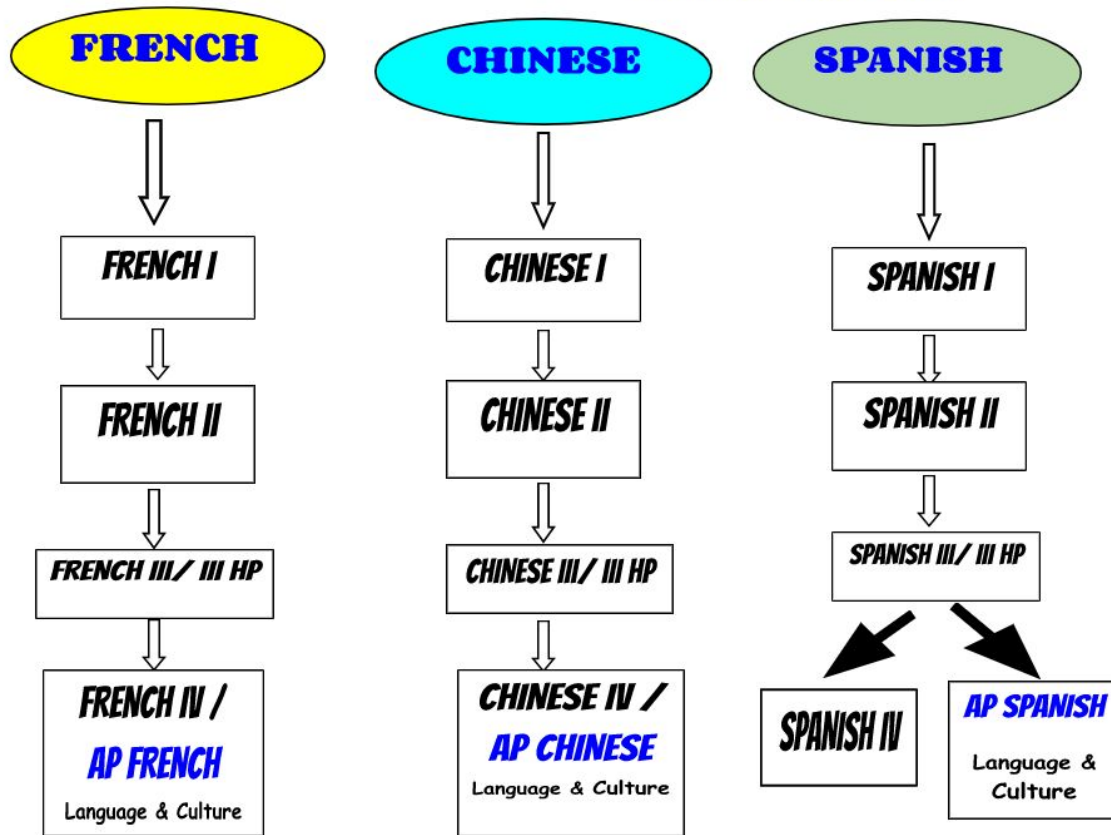 FRENCH
FRENCH I
FRENCH II
FRENCH III/ III HP
FRENCH IV /
AP FRENCH
Language & Culture
CHINESE
CHINESE I
CHINESE II
CHINESE III/ III HP
CHINESE IV /
AP CHINESE
Language & Culture
SPANISH
SPANISH I
SPANISH II
SPANISH III/ III HP
SPANISH IV
AP SPANISH
Language &
Culture